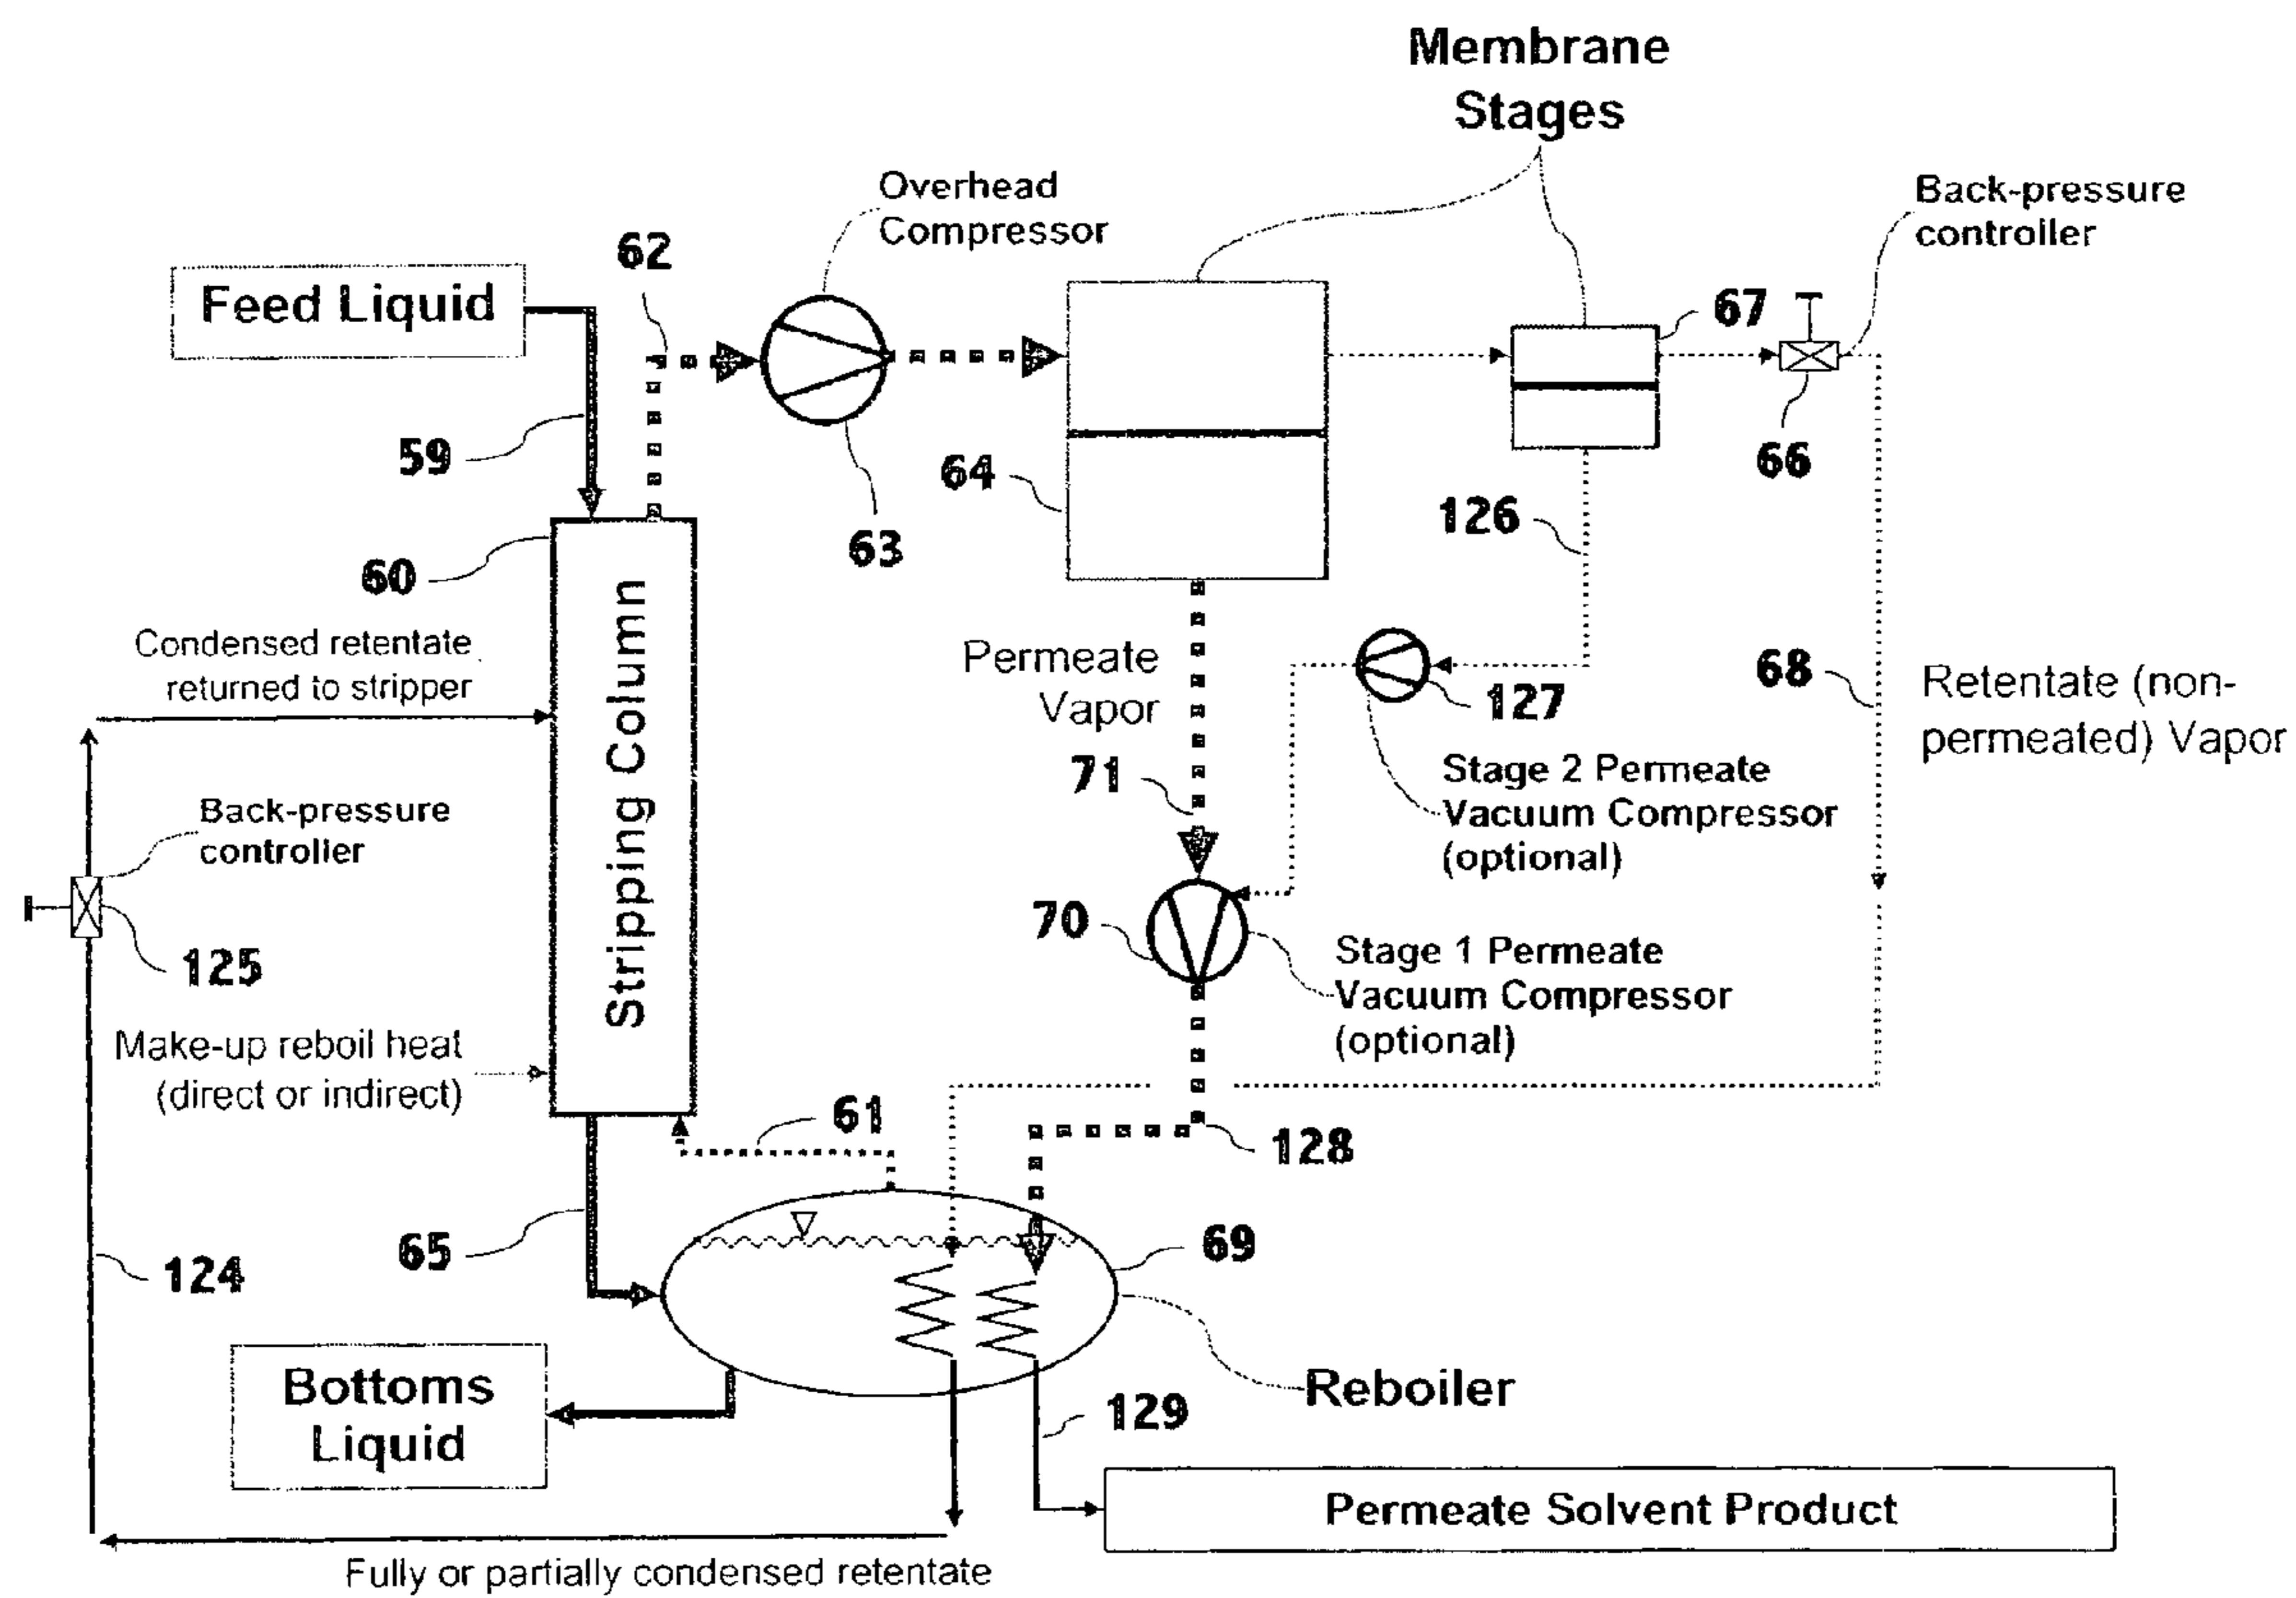 Membrane
Stages
Overhead
Compressor
Back-pressure
controller
62
Feed Liquid
67
59
64
66
63
126
60
Condensed retentate
returned to stripper
Stripping Column
Permeate
Vapor
68
Retentate (non-
permeated) Vapor
127
71
Stage 2 Permeate
Vacuum Compressor
(optional)
Back-pressure
controller
70
125
Stage 1 Permeate
Vacuum Compressor
(optional)
Make-up reboil heat
(direct or indirect)
61
128
65
69
124
Bottoms
Liquid
Reboiler
129
Permeate Solvent Product
Fully or partially condensed retentate